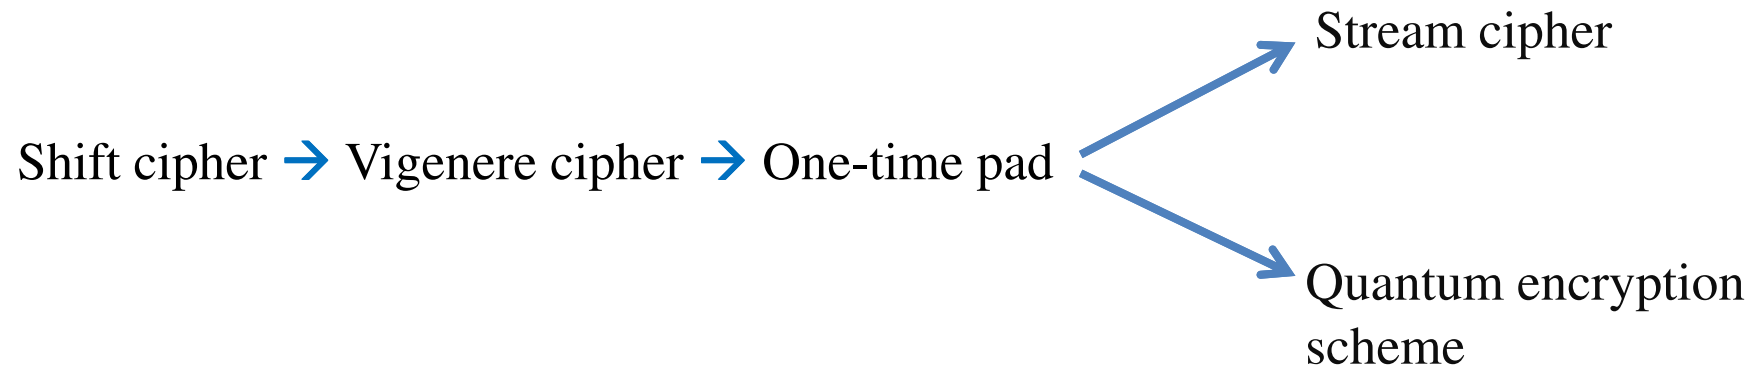 Stream cipher
Shift cipher → Vigenere cipher → One-time pad
Quantum encryption
scheme